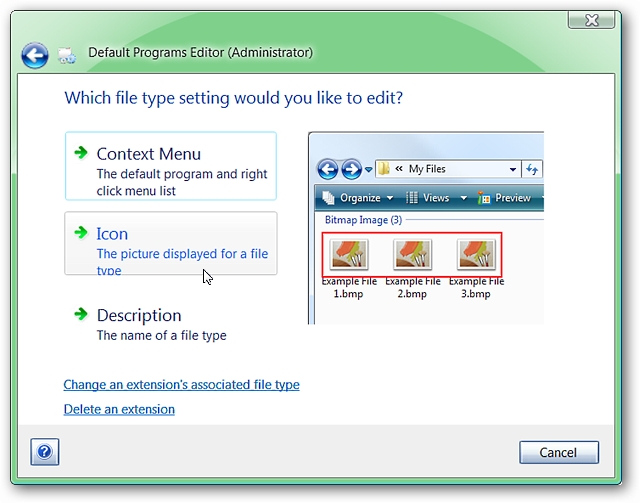 Default Programs Editor (Administrator)
Which file type setting would you like to edit?
Context Menu
The default program and right
click menu list
Icon
The picture displayed for a file
type
Description
The name of a file type
Change an extension's associated file type
Delete an extension
« My Files
Organize
Views
Preview
Bitmap Image (3)
Example File
1.bmp
Example File
2.bmp
Example File
3.bmp
?
Cancel